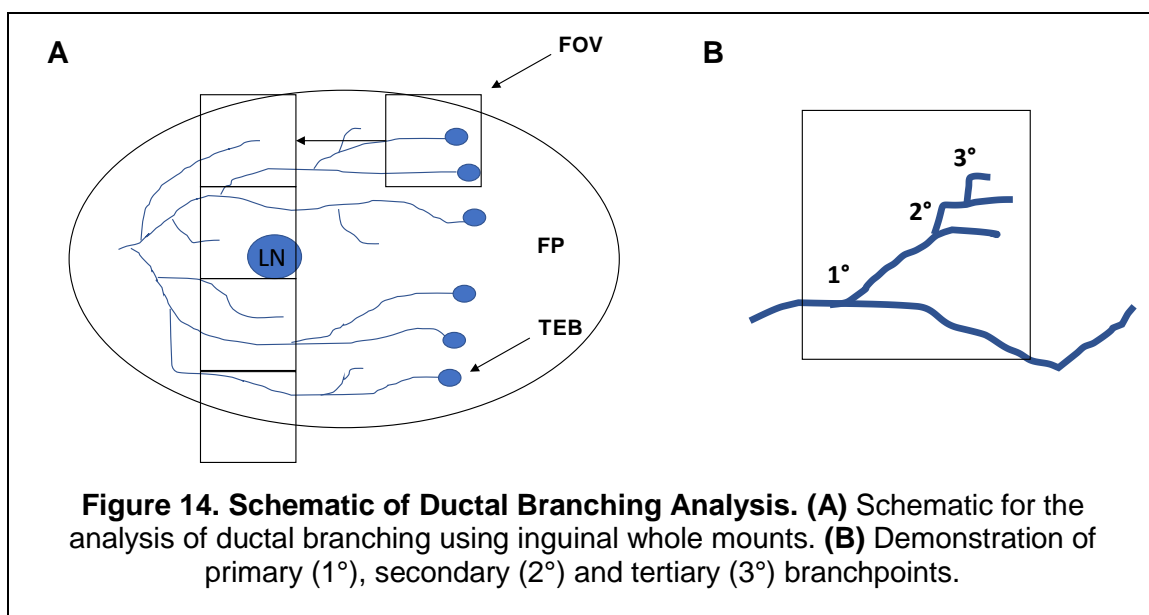 A
FOV
B
LN
FP
TEB
3°
2°
1°
Figure 14. Schematic of Ductal Branching Analysis. (A) Schematic for the
analysis of ductal branching using inguinal whole mounts. (B) Demonstration of
primary (1°), secondary (2°) and tertiary (3°) branchpoints.